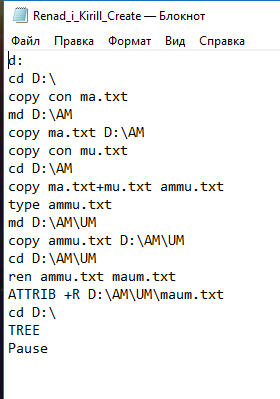 Renad_i_Kirill_Create — Блокнот
Файл Правка Формат Вид Справка
d:
cd D:\
copy con ma.txt
md D:\AM
copy ma.txt D:\AM
copy con mu.txt
cd D:\AM
copy ma.txt+mu.txt ammu.txt
type ammu.txt
md D:\AM\UM
copy ammu.txt D:\AM\UM
cd D:\AM\UM
ren ammu.txt maum.txt
ATTRIB +R D:\AM\UM\maum.txt
cd D:\
TREE
Pause